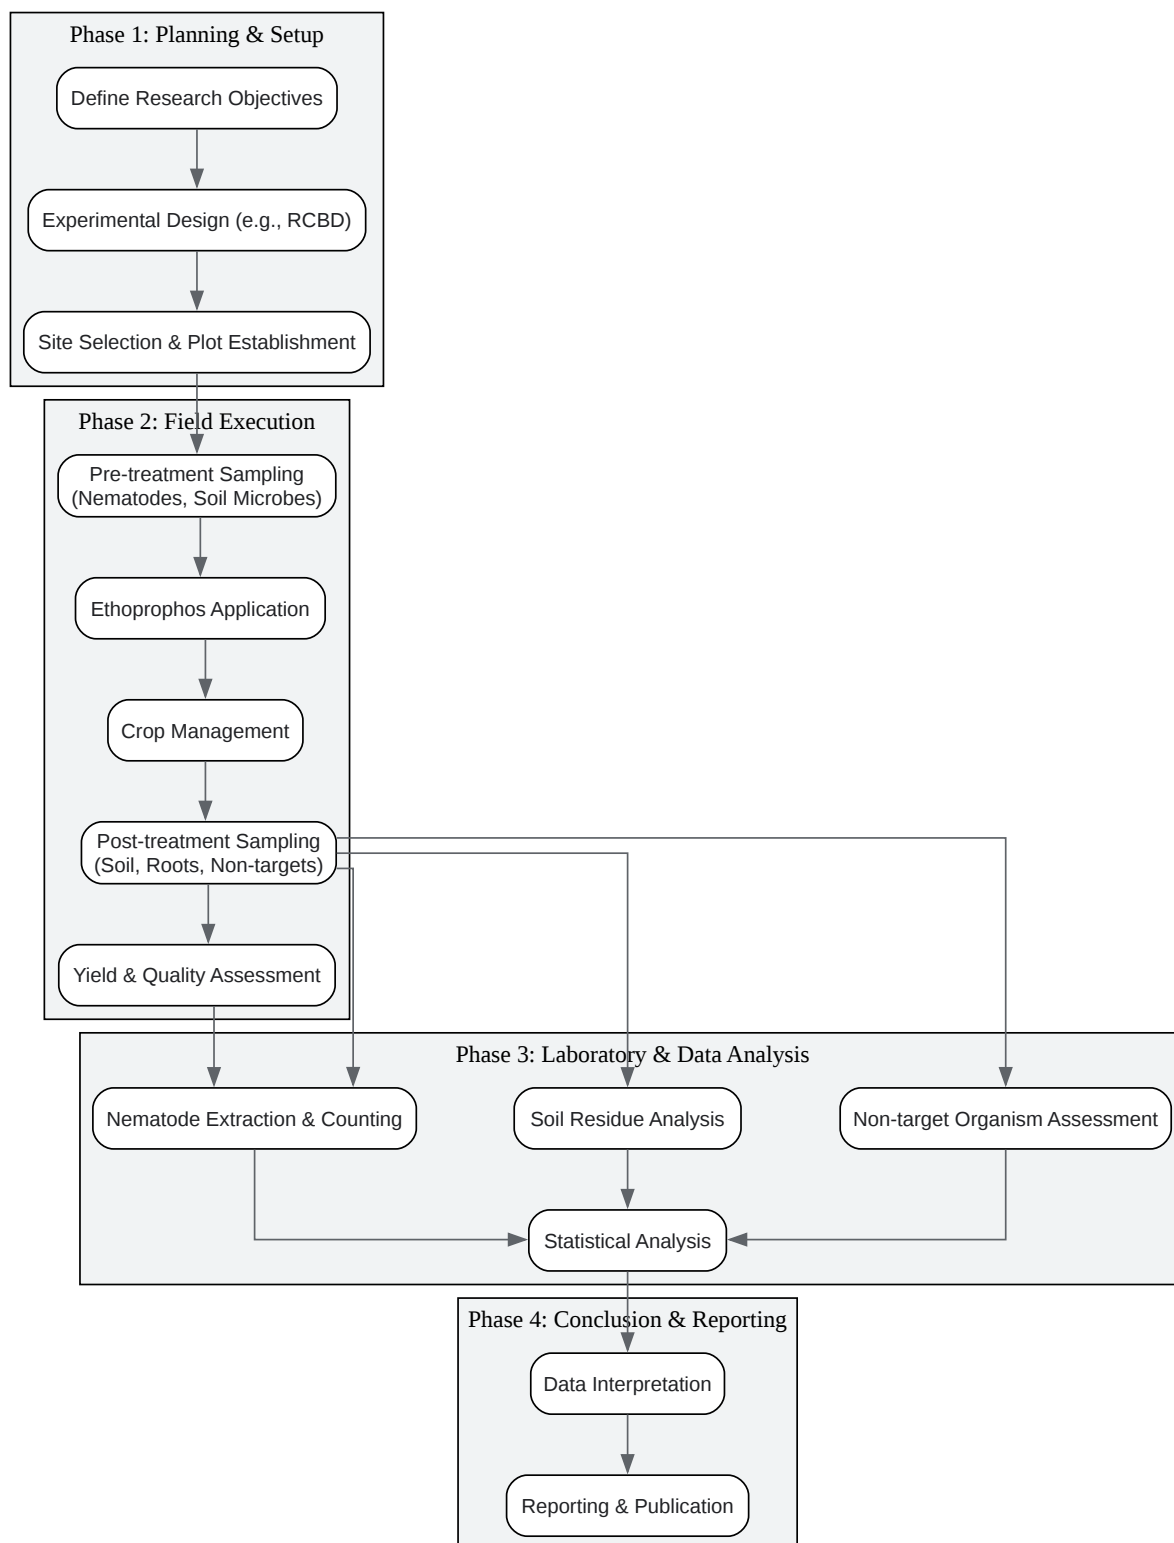 Phase 1: Planning & Setup
Define Research Objectives
Experimental Design (e.g., RCBD)
Site Selection & Plot Establishment
Phase 2: Field Execution
Pre-treatment Sampling
(Nematodes, Soil Microbes)
Ethoprophos Application
Crop Management
Post-treatment Sampling
(Soil, Roots, Non-targets)
Yield & Quality Assessment
Phase 3: Laboratory & Data Analysis
Nematode Extraction & Counting
Soil Residue Analysis
Non-target Organism Assessment
Statistical Analysis
Phase 4: Conclusion & Reporting
Data Interpretation
Reporting & Publication